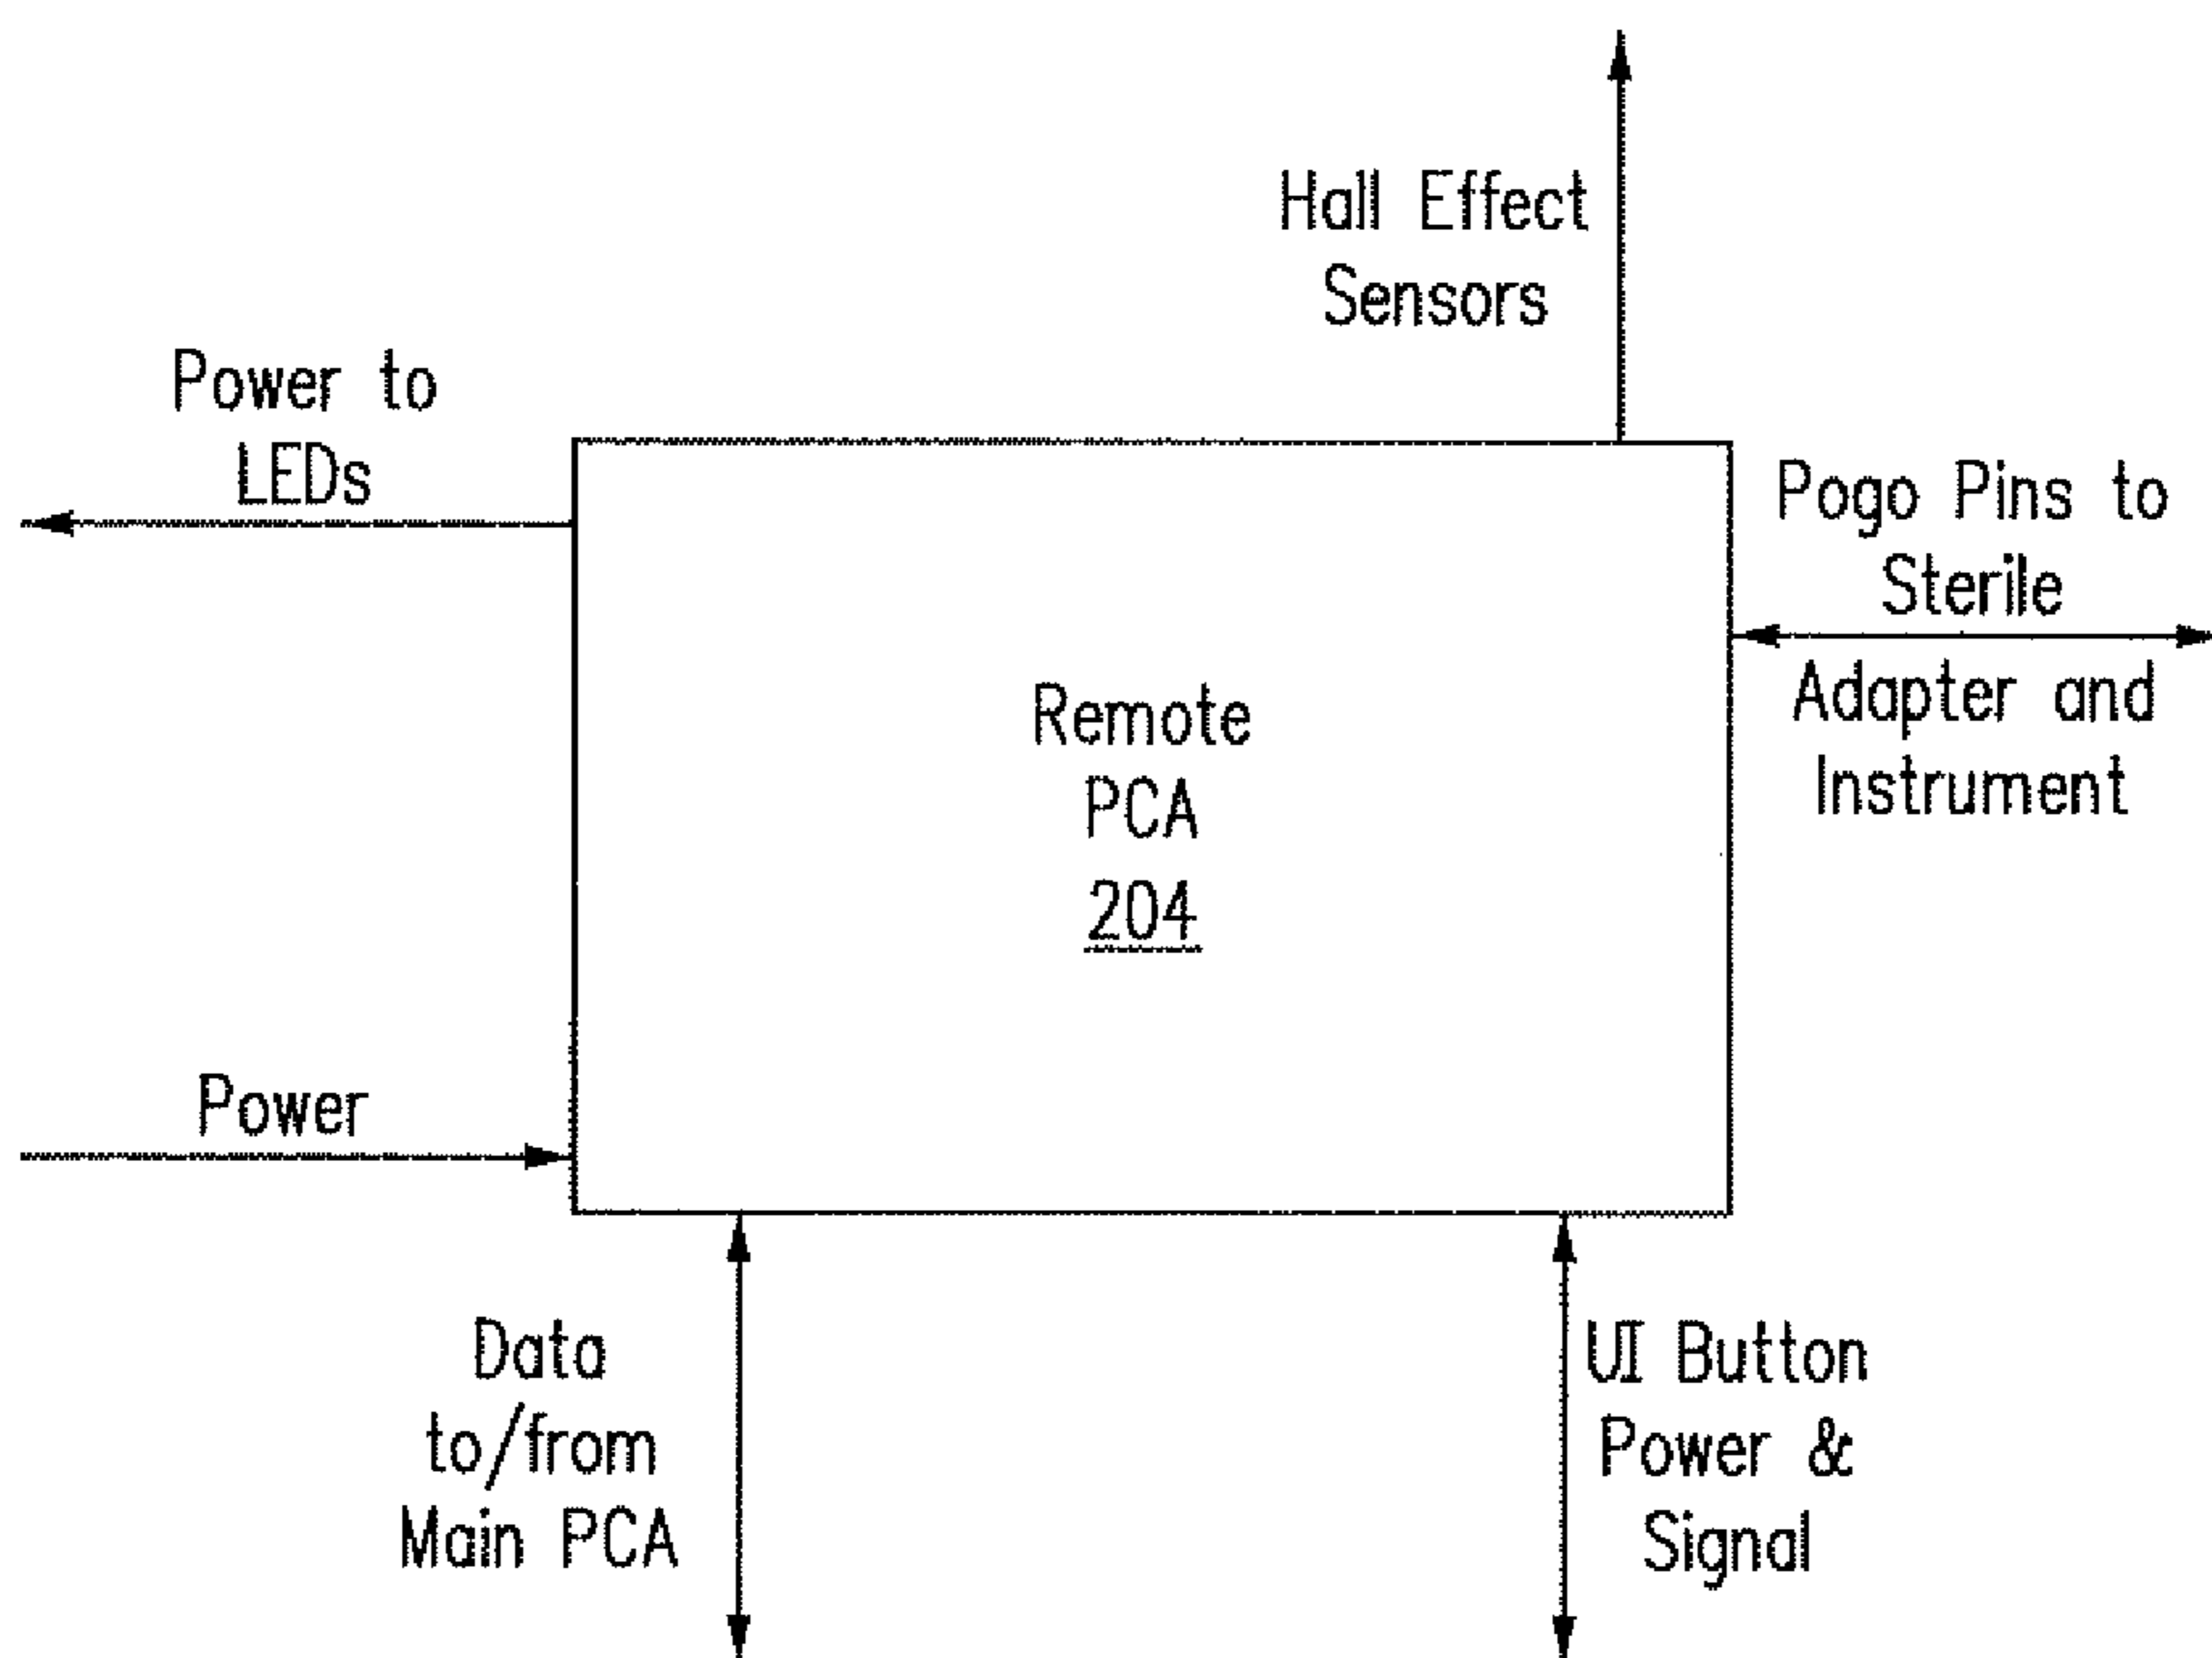 Hall Effect
Sensors
Power to
LEDs
Pogo Pins to
Sterile
Adapter and
Instrument
Remote
PCA
204
Power
Data
to/from
Main PCA
UI Button
Power &
Signal